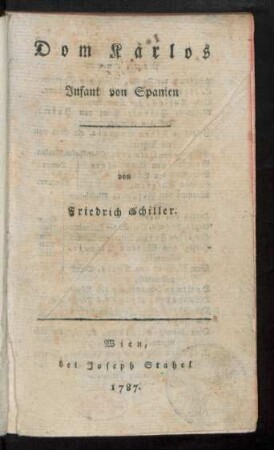 Dom Karlos
Infant von Spanien
von
Friedrich Schiller.
Wien,
bei Joseph Stahel
1787.